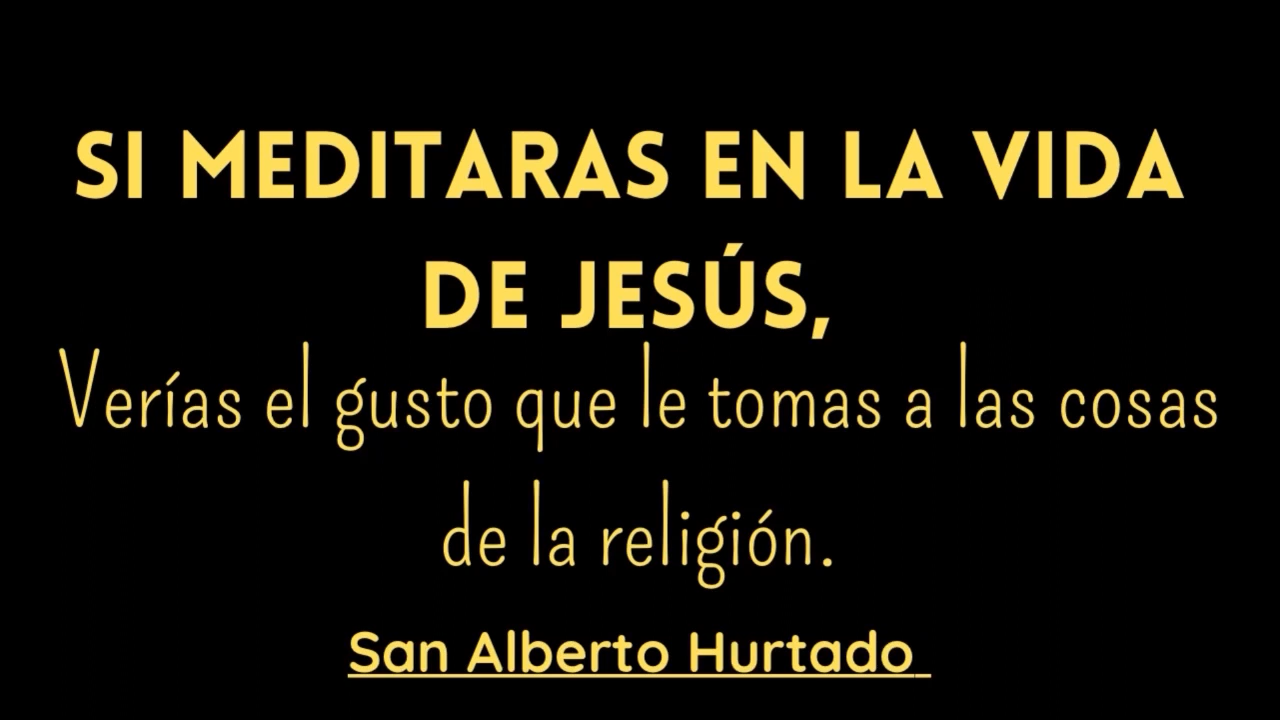 SI MEDITARAS EN LA VIDA
DE JESÚS,
Verías el gusto que le tomas a las cosas
de la religión.
San Alberto Hurtado